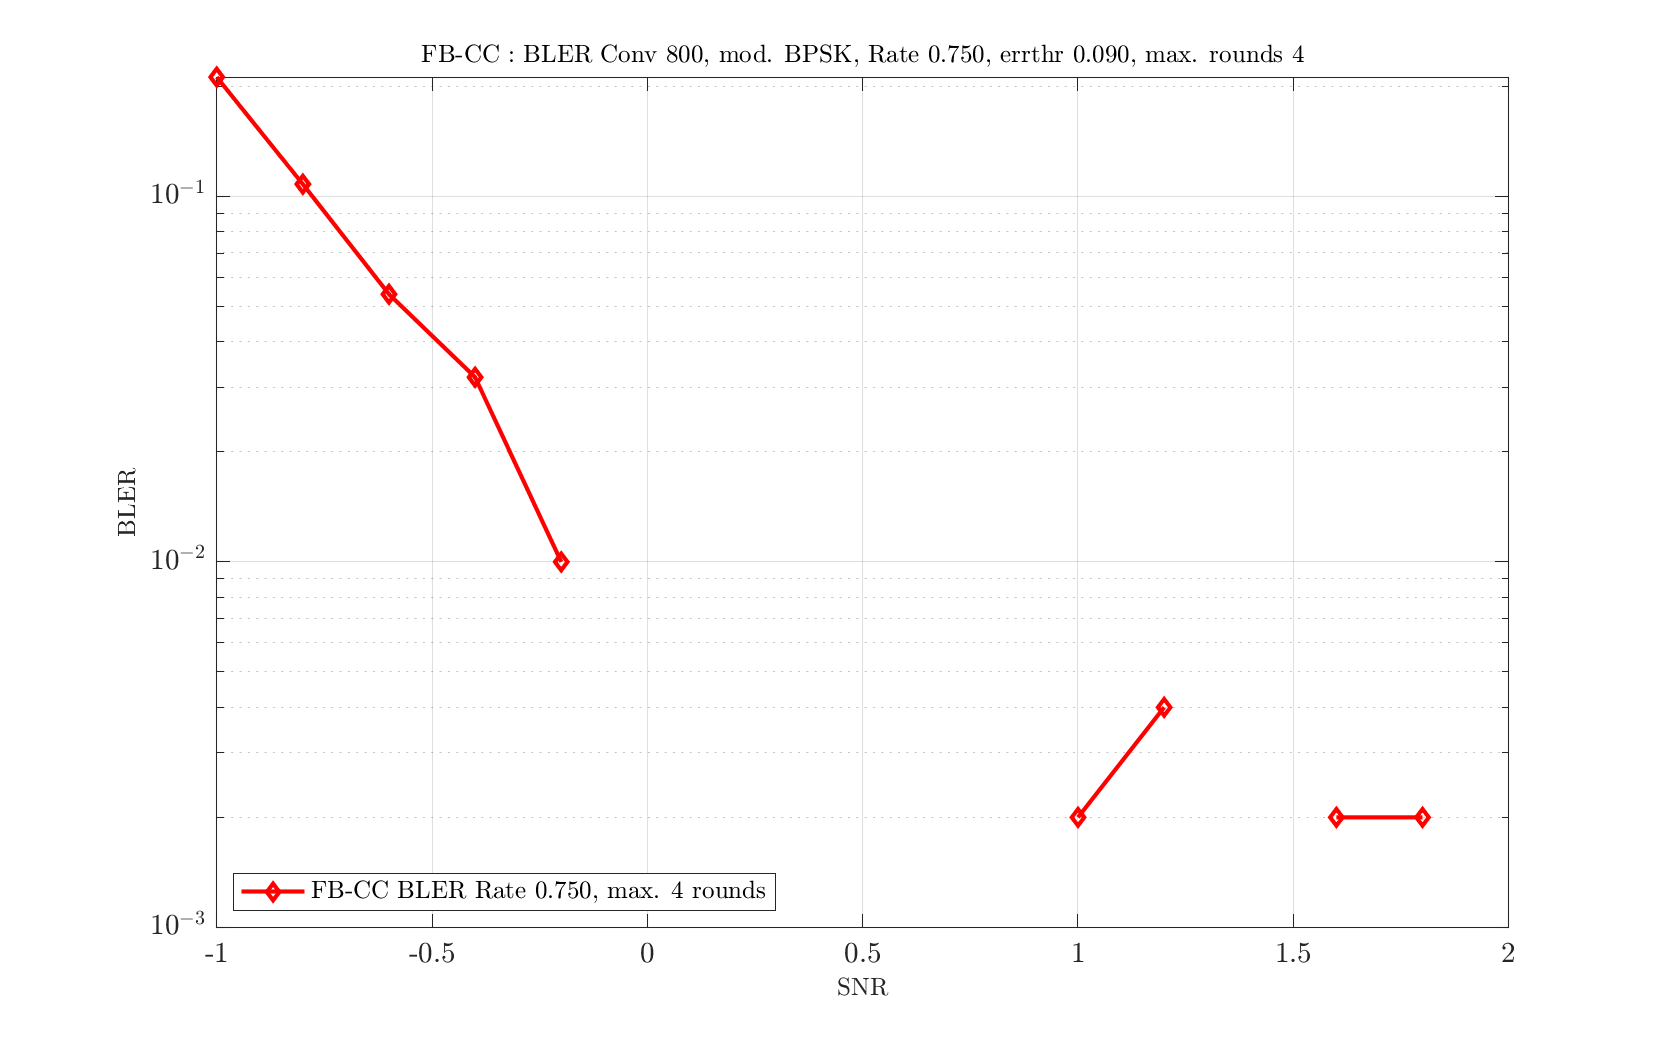 FB-CC : BLER Conv 800, mod. BPSK, Rate 0.750, errthr 0.090, max. rounds 4
10⁻¹
BLER
10⁻²
FB-CC BLER Rate 0.750, max. 4 rounds
10⁻³
-1 -0.5 0 0.5 1 1.5 2
SNR